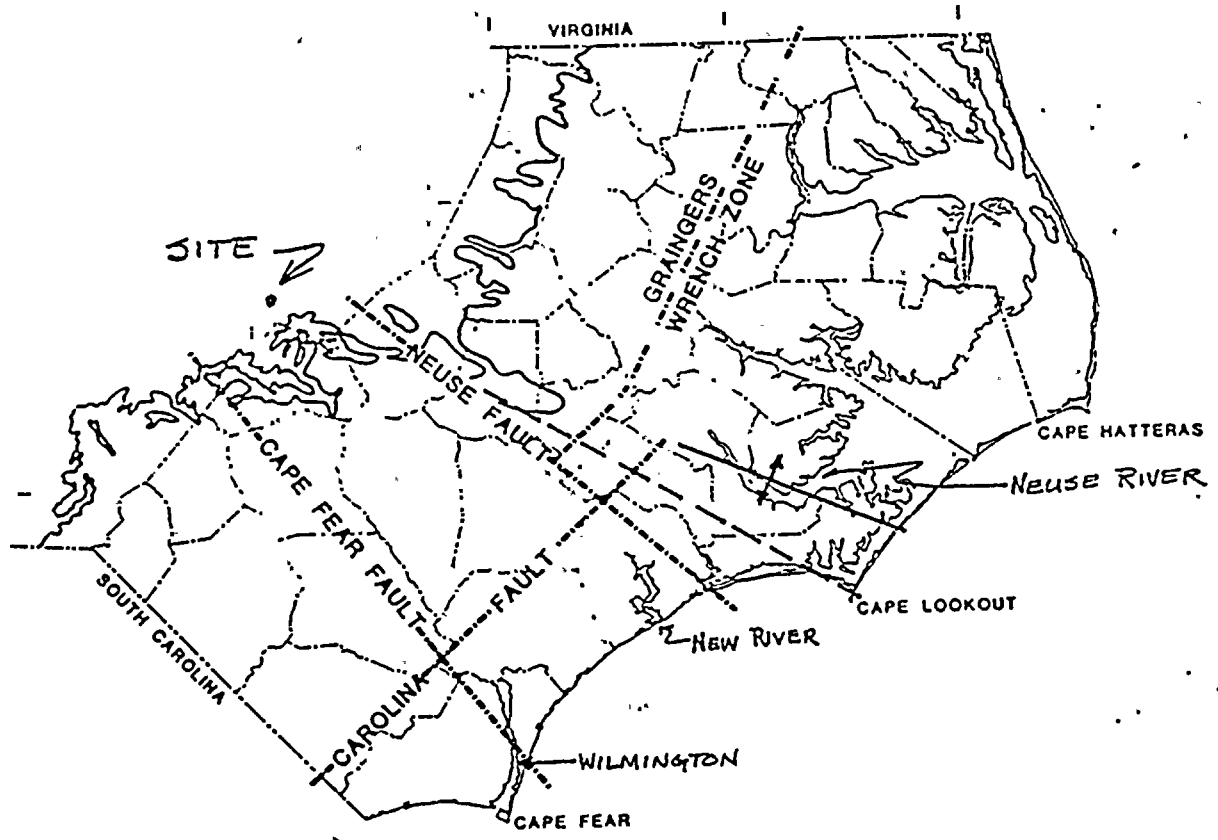 VIRGINIA
GRAINGERS
WRENCH ZONE
SITE
NEUSE FAULT
CAPE HATTERAS
NEUSE RIVER
CAPE FEAR FAULT
CAROLINA FAULT
SOUTH CAROLINA
CAPE LOOKOUT
NEW RIVER
WILMINGTON
CAPE FEAR